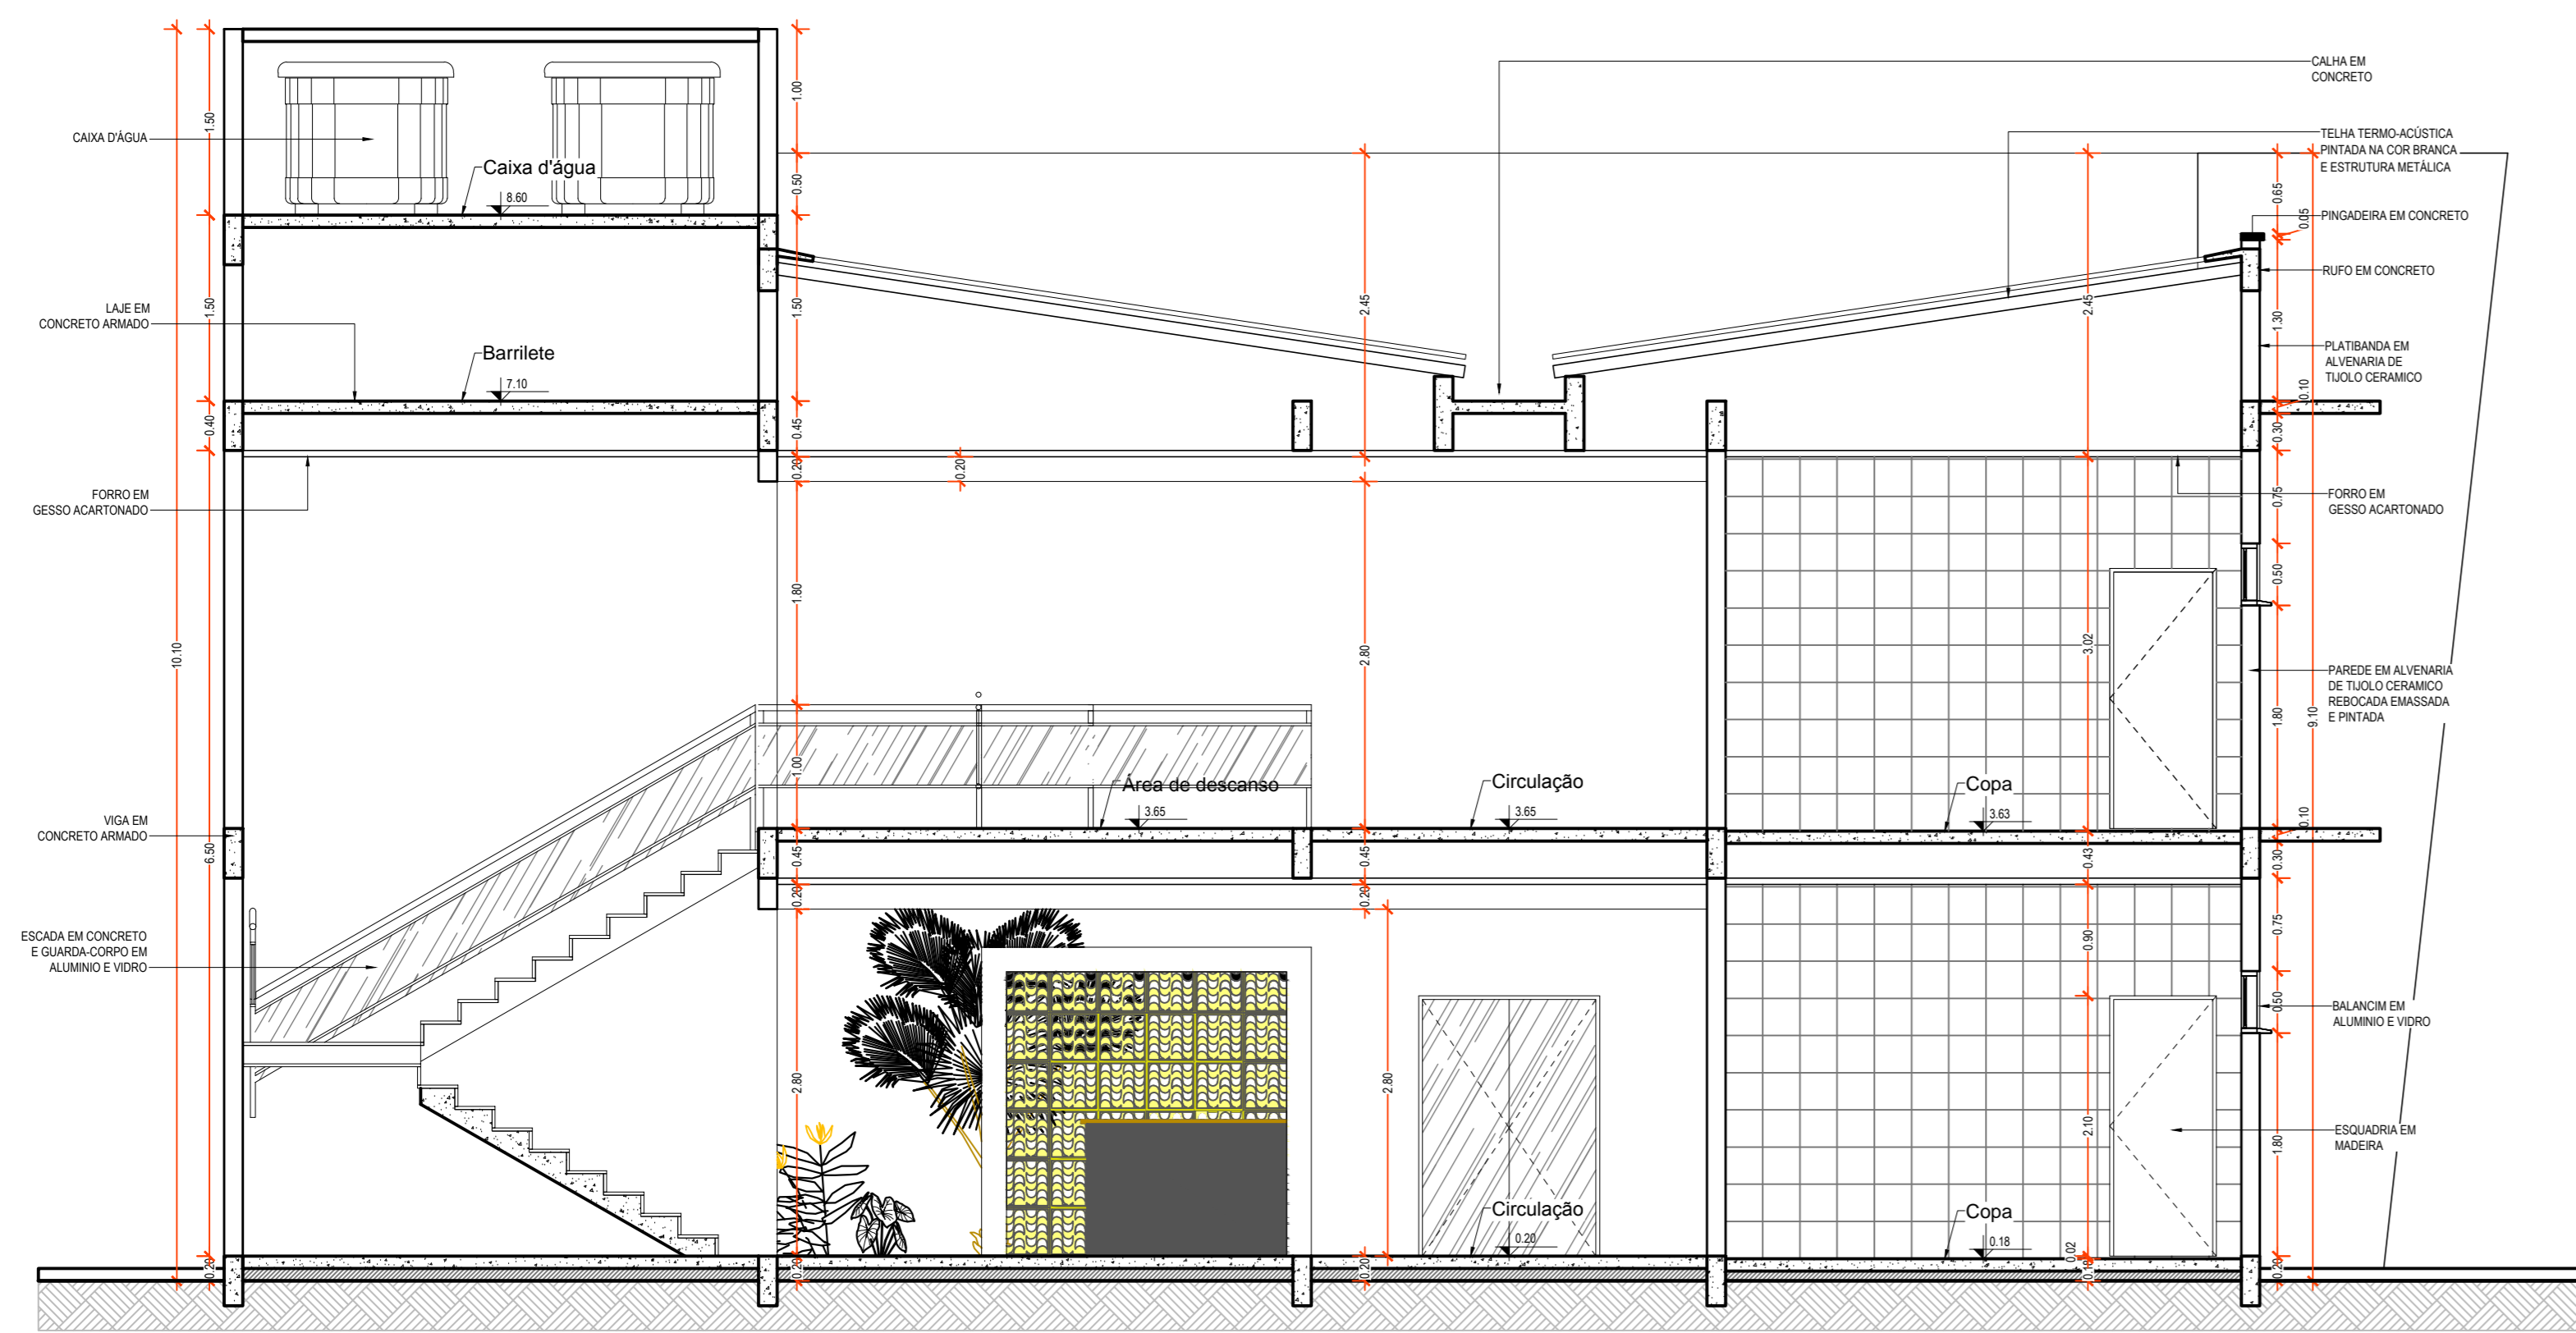 CAIXA D'ÁGUA
LAJE EM
CONCRETO ARMADO
FORRO EM
GESSO ACARTONADO
VIGA EM
CONCRETO ARMADO
ESCADA EM CONCRETO
E GUARDA-CORPO EM
ALUMINIO E VIDRO
10.10
1.50
1.50
0.40
6.50
0.20
Caixa d'água
8.60
Barrilete
7.10
1.00
0.50
1.50
0.45
0.20
1.80
1.00
0.45
0.20
2.80
0.20
0.20
2.45
2.80
0.45
0.20
2.80
0.20
Área de descanso
3.65
Circulação
3.65
Copa
3.63
Circulação
0.20
Copa
0.18
2.45
3.02
0.43
0.90
2.10
0.02
0.18
0.65
0.05
1.30
0.10
0.30
0.75
0.50
1.80
0.10
0.30
0.75
0.50
1.80
0.20
9.10
CALHA EM
CONCRETO
TELHA TERMO-ACÚSTICA
PINTADA NA COR BRANCA
E ESTRUTURA METÁLICA
PINGADEIRA EM CONCRETO
RUFO EM CONCRETO
PLATIBANDA EM
ALVENARIA DE
TIJOLO CERAMICO
FORRO EM
GESSO ACARTONADO
PAREDE EM ALVENARIA
DE TIJOLO CERAMICO
REBOCADA EMASSADA
E PINTADA
BALANCIM EM
ALUMINIO E VIDRO
ESQUADRIA EM
MADEIRA